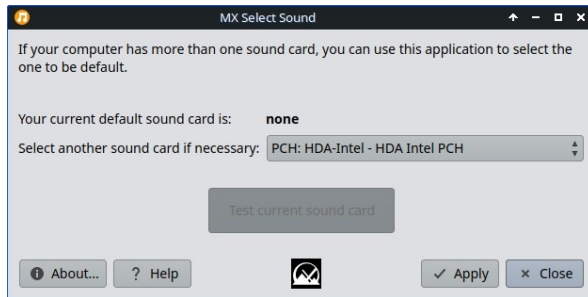 MX Select Sound
If your computer has more than one sound card, you can use this application to select the
one to be default.
Your current default sound card is: none
Select another sound card if necessary: PCH: HDA-Intel - HDA Intel PCH
Test current sound card
About... ? Help Apply Close